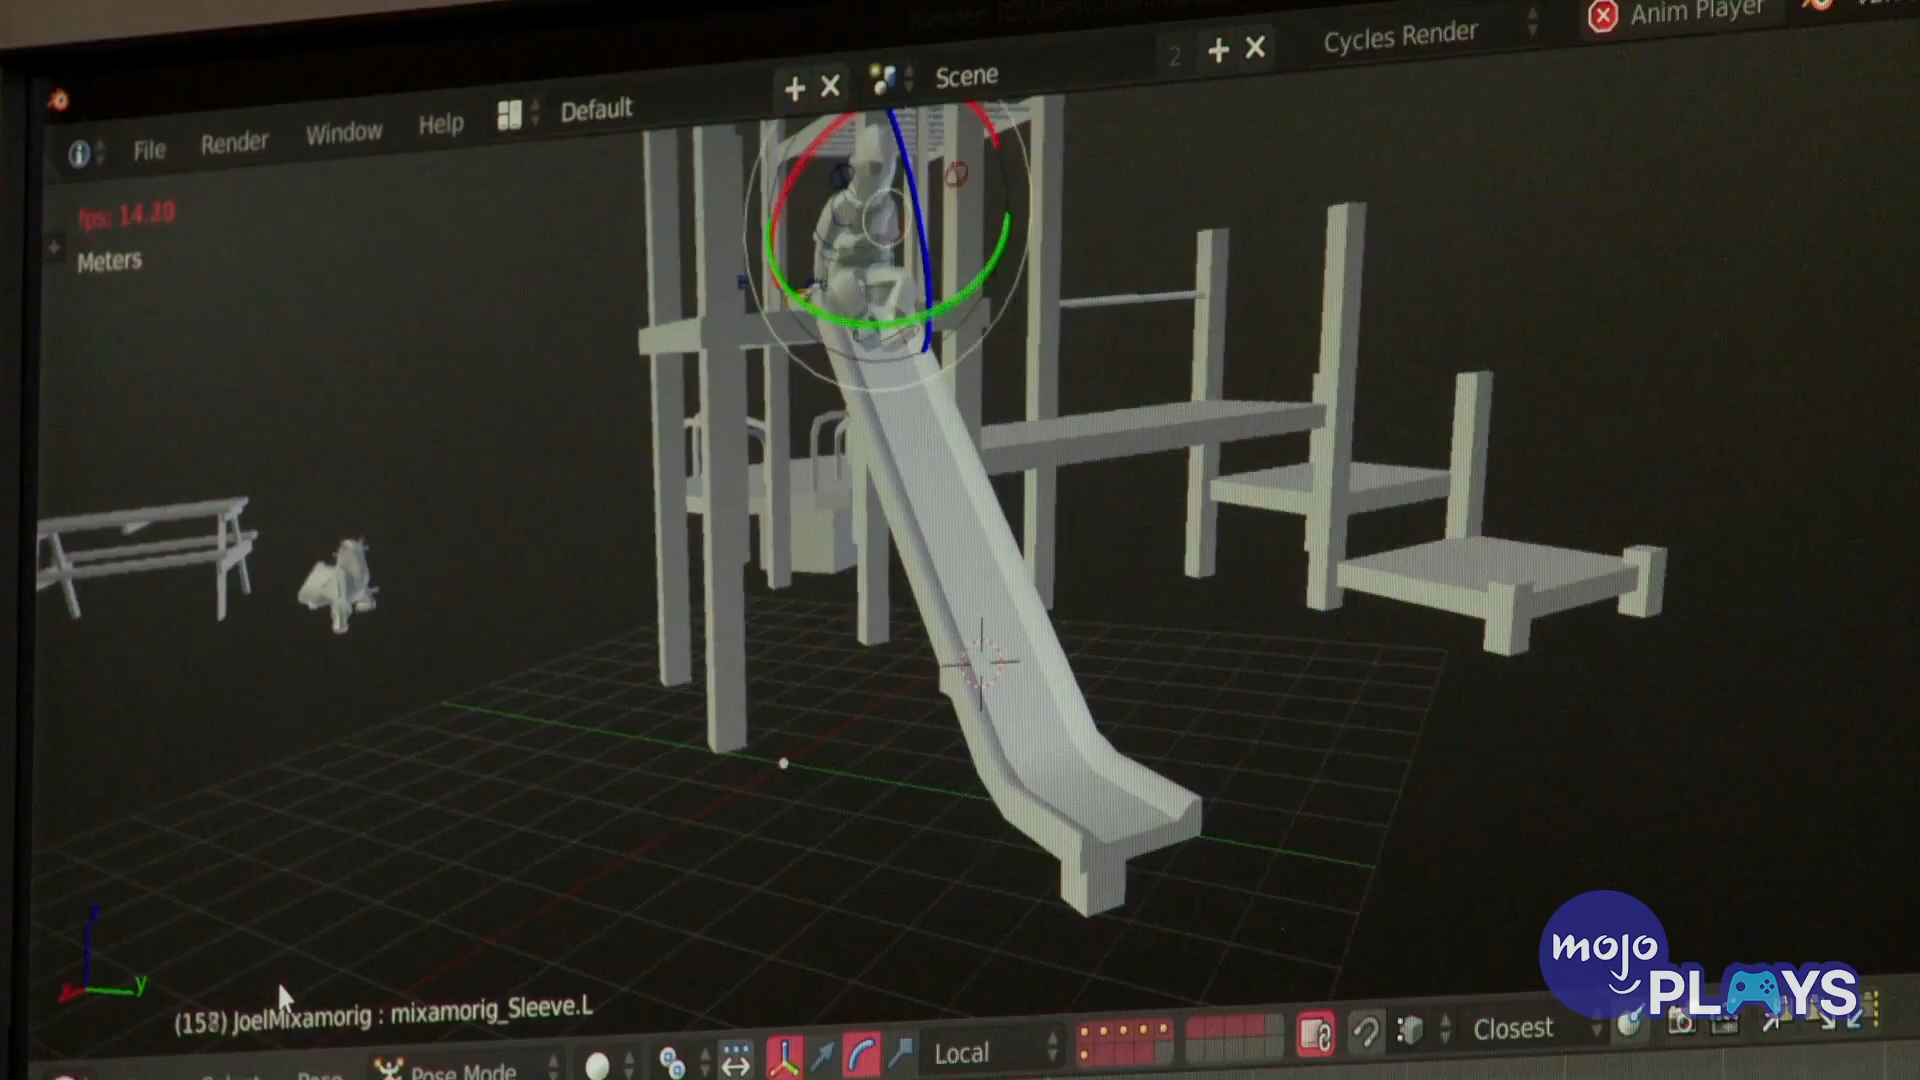 Anim Player
Cycles Render
2
Scene
Default
File Render Window Help
fps: 14.20
Meters
z
x y
(158) JoelMixamorig : mixamorig_Sleeve.L
Pose Mode
Local
Closest
mojo
PLAYS